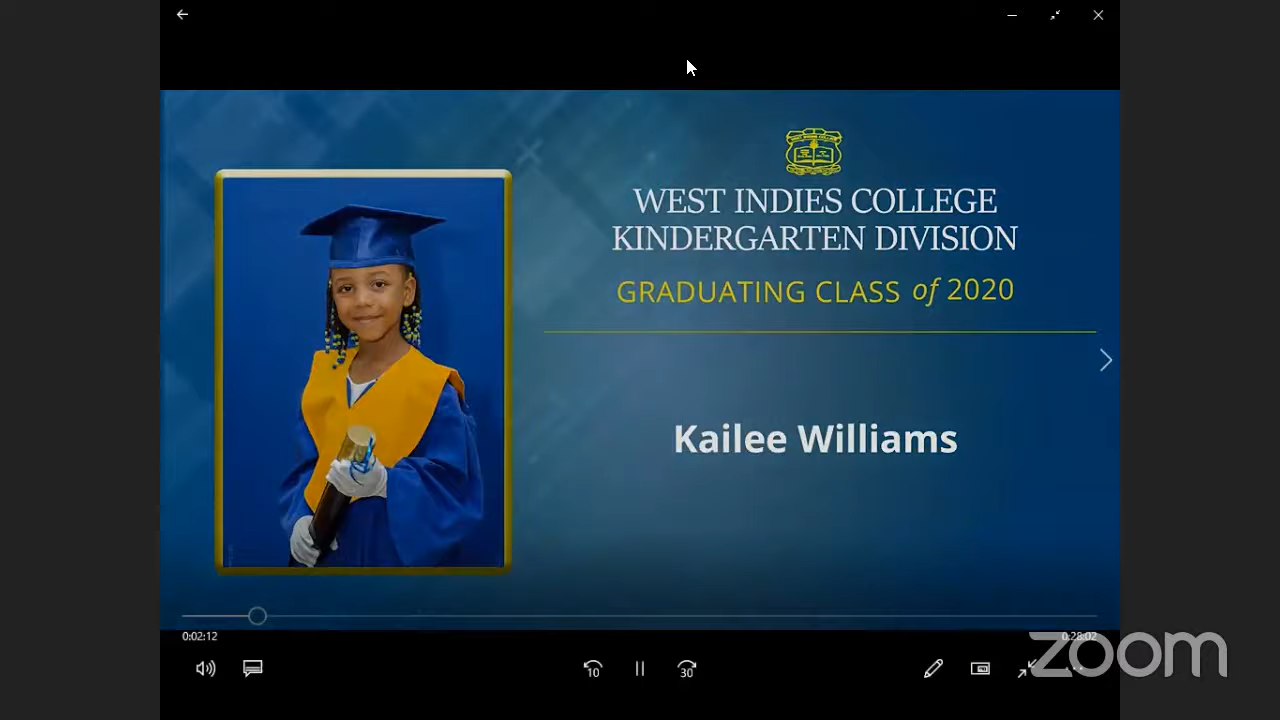 WEST INDIES COLLEGE
KINDERGARTEN DIVISION
GRADUATING CLASS of 2020
Kailee Williams
0:02:12
0:28:02
10
30
zoom